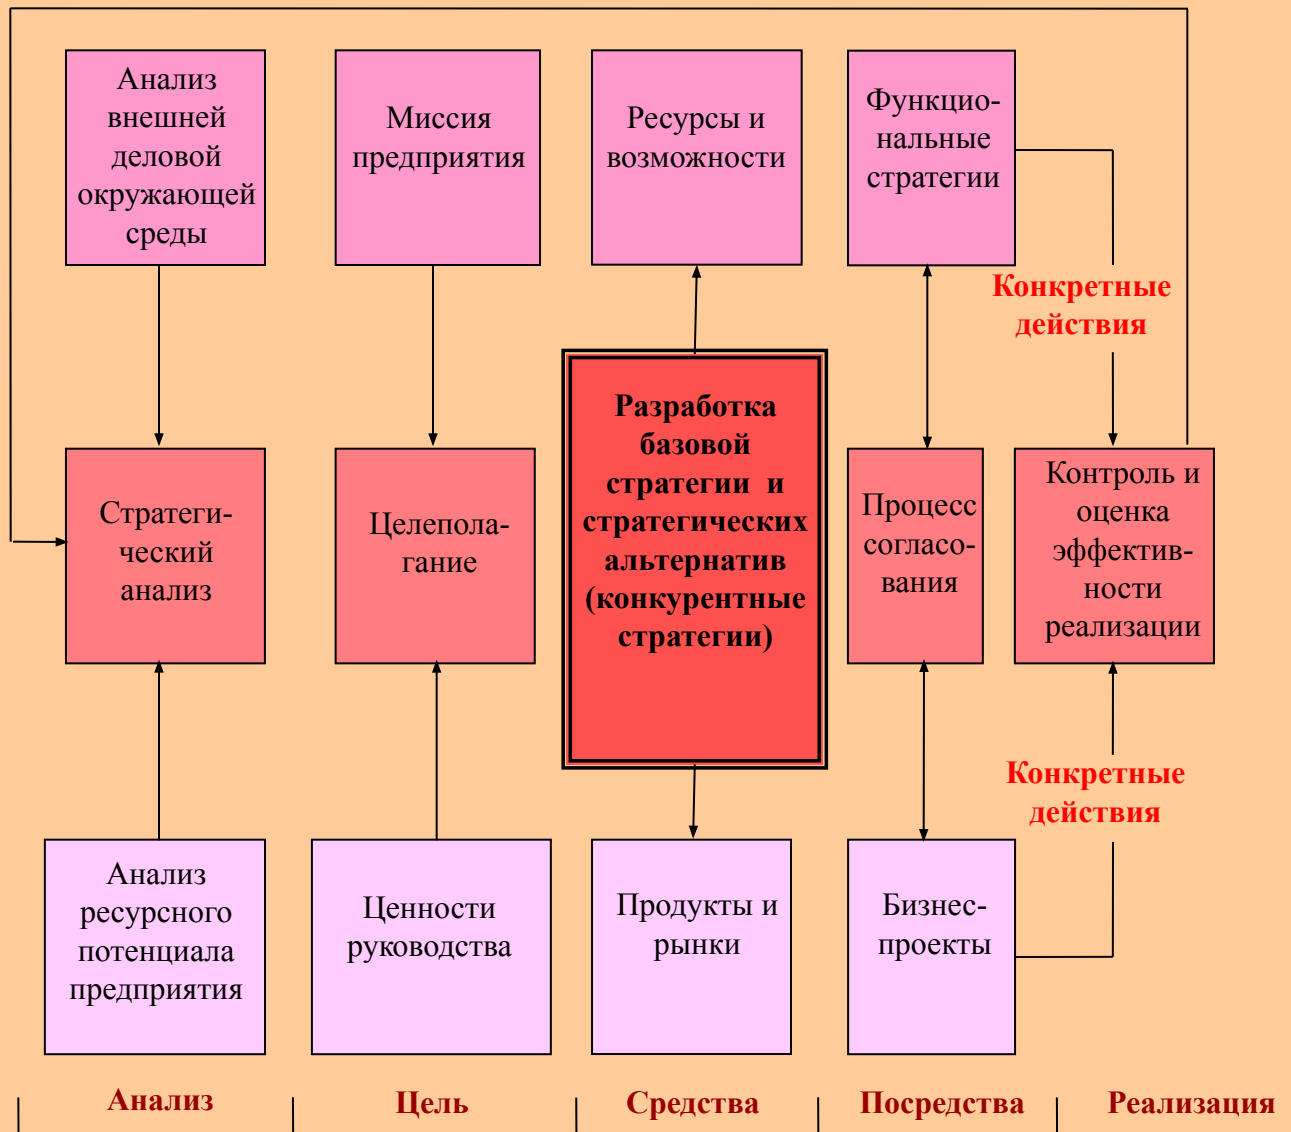 Анализ
внешней
деловой
окружающей
среды
Миссия
предприятия
Ресурсы и
возможности
Функцио-
нальные
стратегии
Конкретные
действия
Стратеги-
ческий
анализ
Целепола-
гание
Разработка
базовой
стратегии и
стратегических
альтернатив
(конкурентные
стратегии)
Процесс
согласо-
вания
Контроль и
оценка
эффектив-
ности
реализации
Конкретные
действия
Анализ
ресурсного
потенциала
предприятия
Ценности
руководства
Продукты и
рынки
Бизнес-
проекты
Анализ
Цель
Средства
Посредства
Реализация